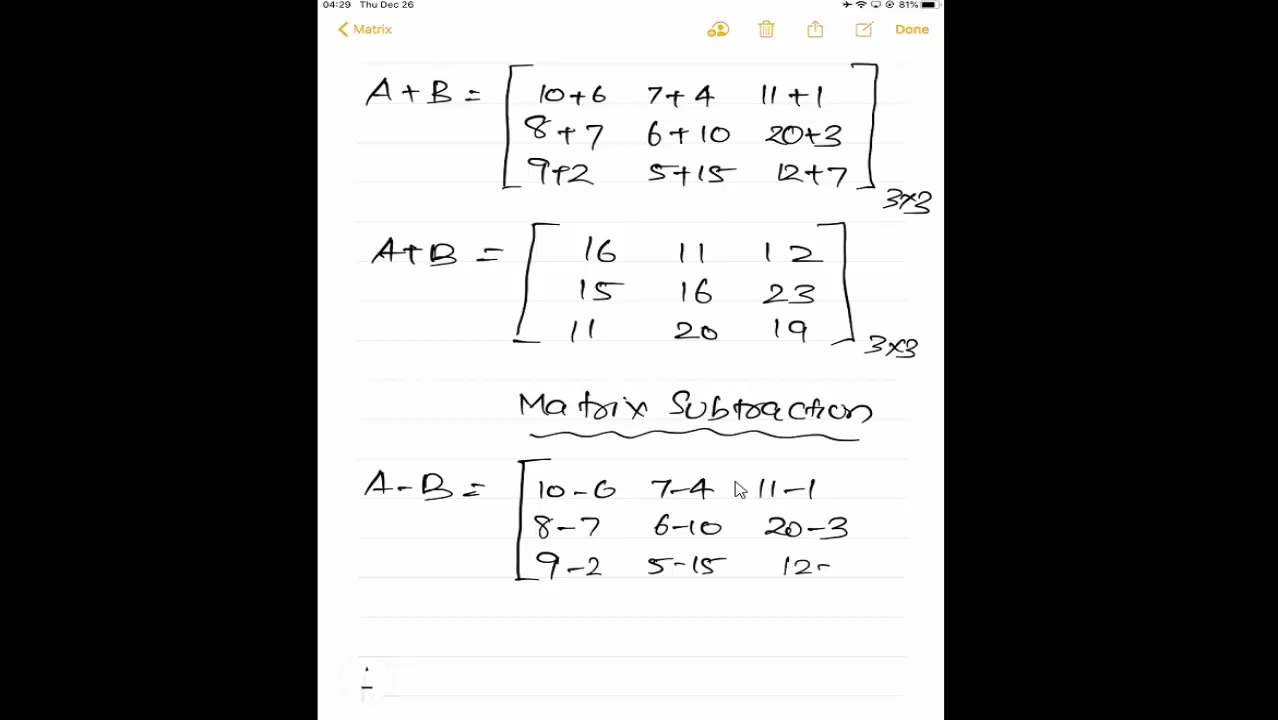 04:29 Thu Dec 26 81%
Matrix Done
A+B = [ 10+6 7+4 11+1
8+7 6+10 20+3
9+2 5+15 12+7 ] 3×3
A+B = [ 16 11 12
15 16 23
11 20 19 ] 3×3
Matrix Subtraction
A-B = [ 10-6 7-4 11-1
8-7 6-10 20-3
9-2 5-15 12-